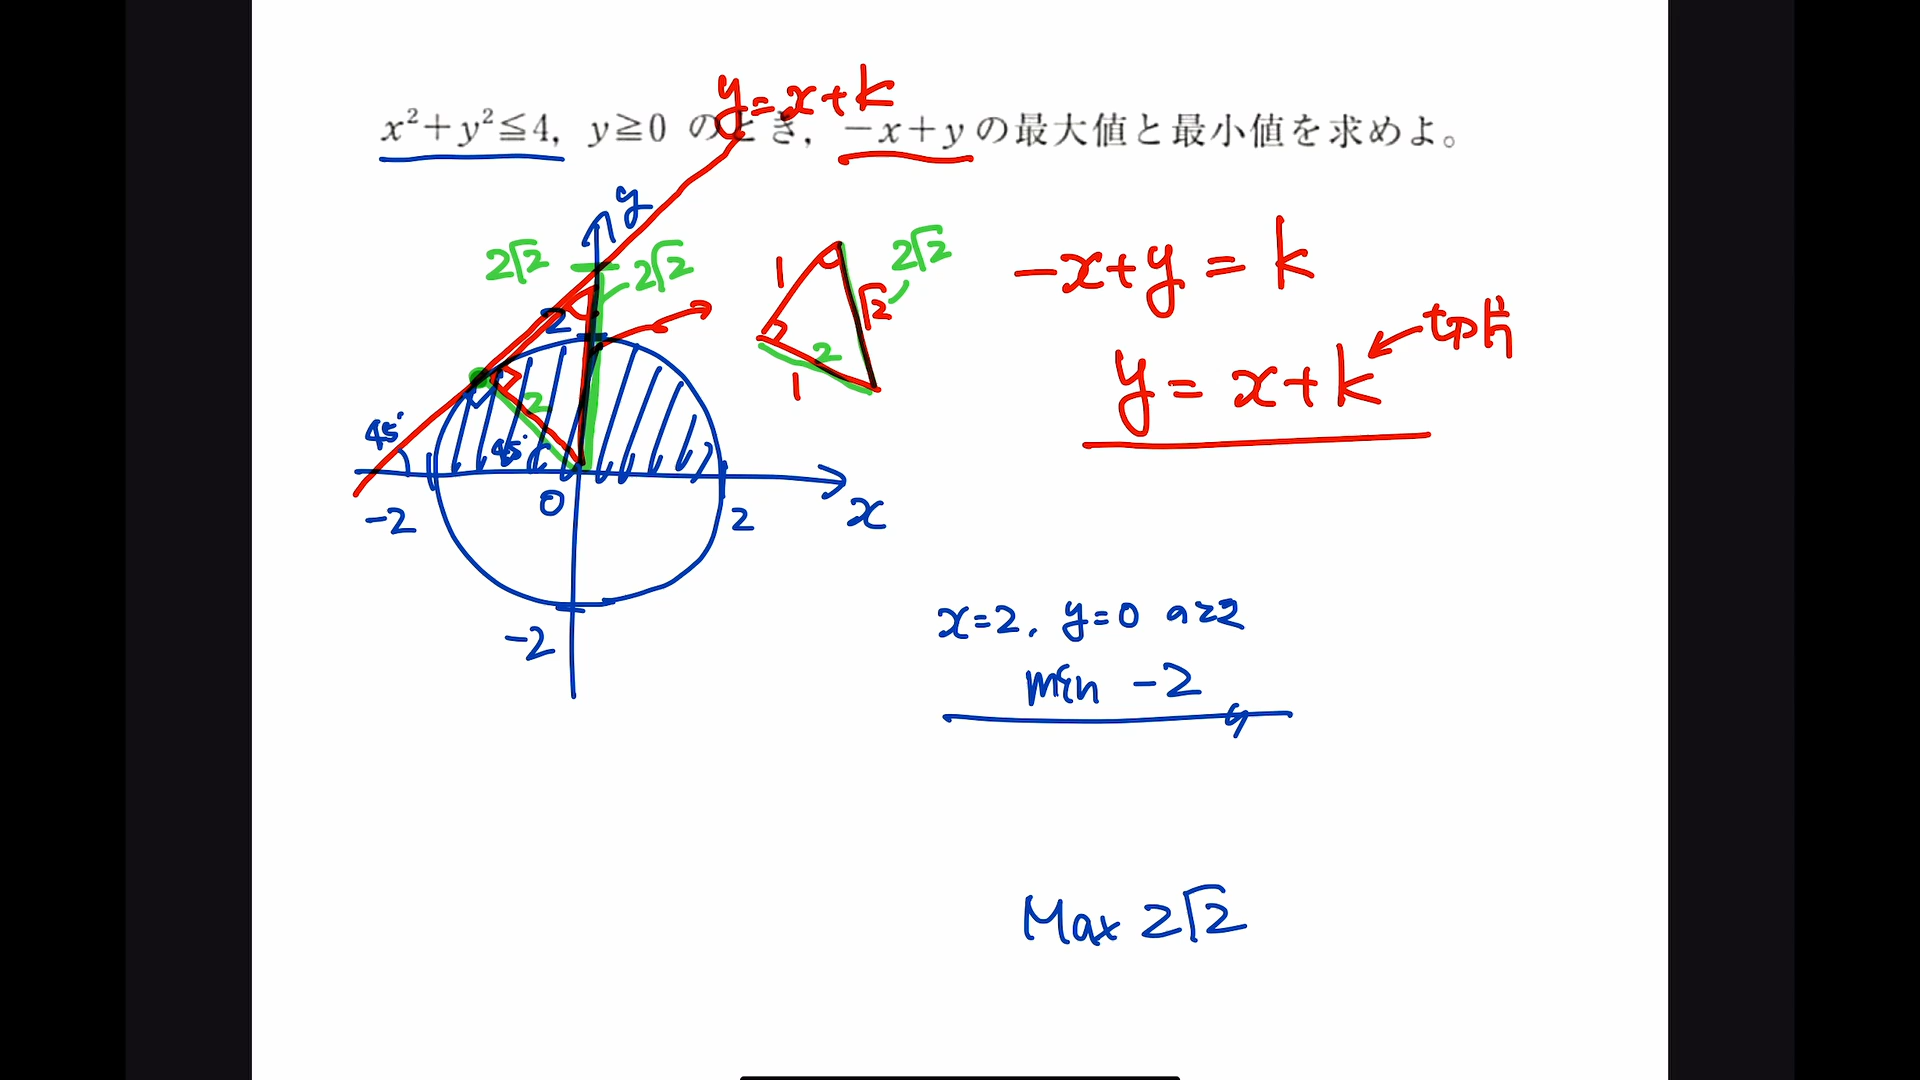 y=x+k
x²+y²≦4, y≧0 のとき, −x+yの最大値と最小値を求めよ。
y
2√2
2√2
2
2
45°
45°
-2
0
2
x
-2
1
√2
2√2
2
1
-x+y=k
y=x+k
x=2, y=0 のとき
min -2
Max 2√2